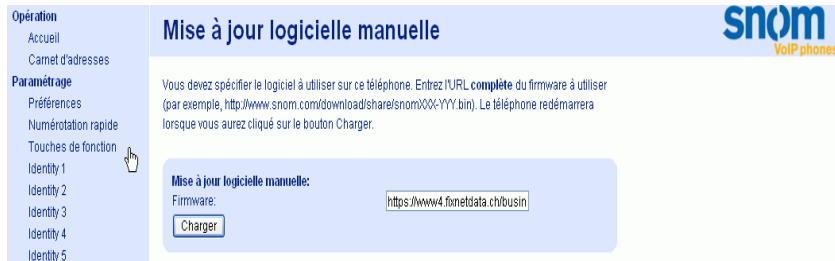 Opération
Accueil
Carnet d'adresses
Paramétrage
Préférences
Numérotation rapide
Touches de fonction
Identity 1
Identity 2
Identity 3
Identity 4
Identity 5
Mise à jour logicielle manuelle
snom
VoIP phones
Vous devez spécifier le logiciel à utiliser sur ce téléphone. Entrez l'URL complète du firmware à utiliser
(par exemple, http://www.snom.com/download/share/snomXXX-YYY.bin). Le téléphone redémarrera
lorsque vous aurez cliqué sur le bouton Charger.
Mise à jour logicielle manuelle:
Firmware:
https://www4.fixnetdata.ch/busin
Charger